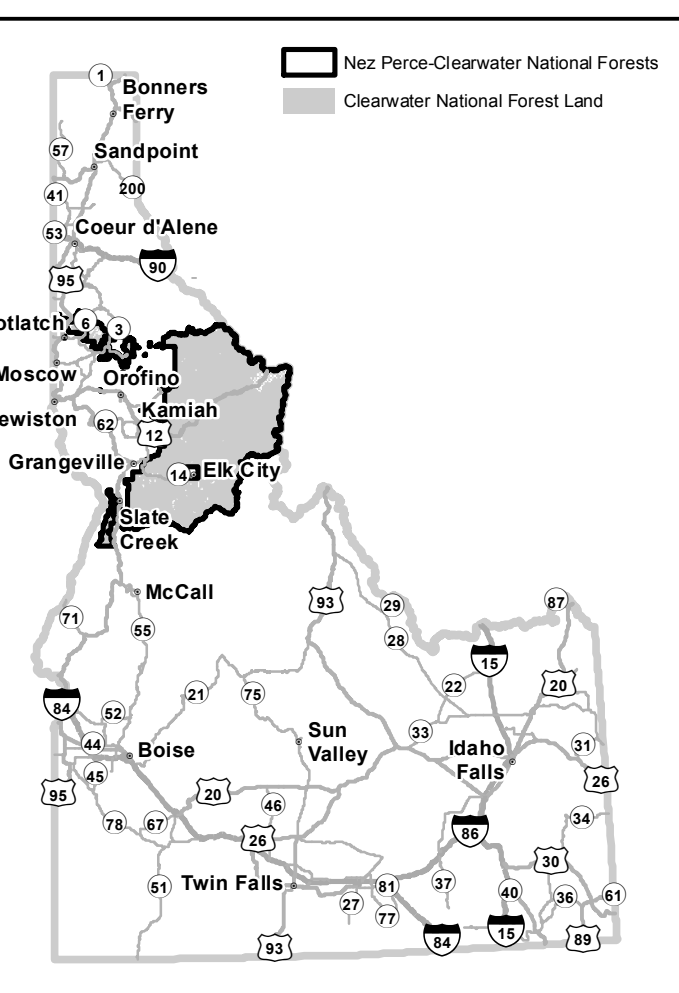 Nez Perce-Clearwater National Forests
Clearwater National Forest Land
1
Bonners
Ferry
57
Sandpoint
41
200
53
Coeur d'Alene
90
95
otlatch
6
3
Moscow
Orofino
ewiston
62
Kamiah
12
Grangeville
14
Elk City
Slate
Creek
McCall
93
29
87
71
55
28
15
22
20
84
52
21
75
33
44
Boise
Sun
Valley
Idaho
Falls
31
45
95
20
46
26
78
67
26
34
86
30
51
Twin Falls
81
37
40
36
61
27
77
93
84
15
89